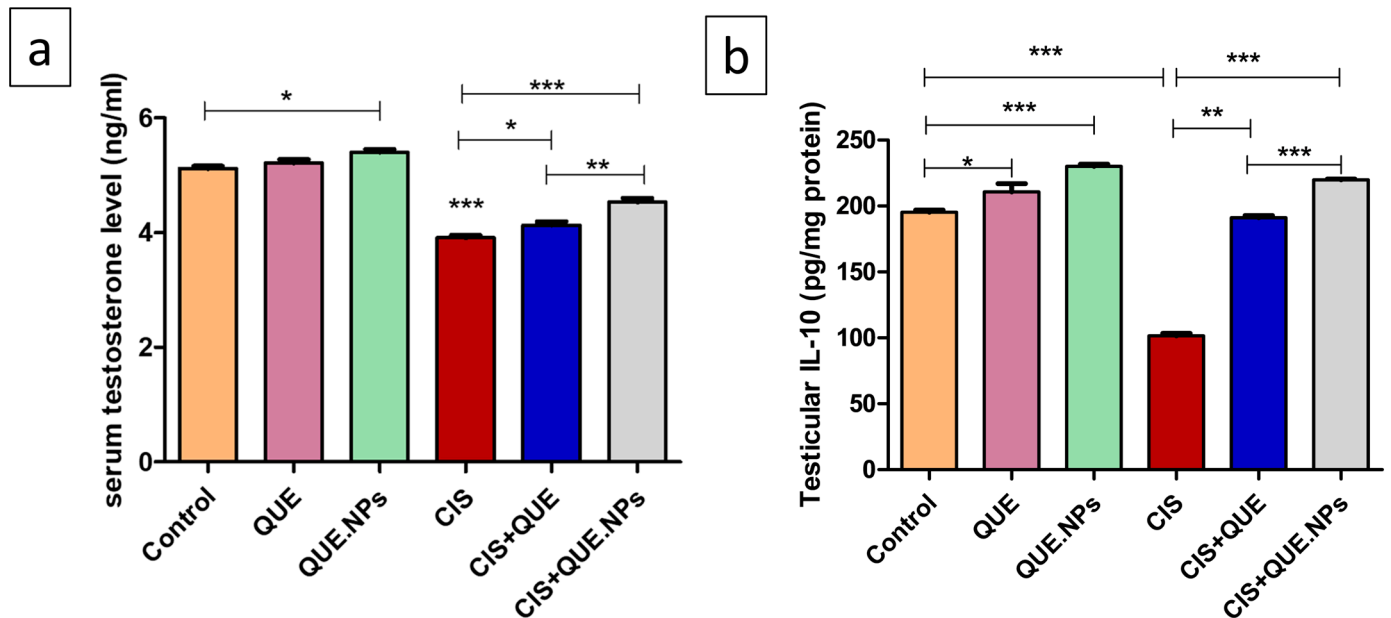 a
serum testosterone level (ng/ml)
6
4
2
0
*
***
*
**
***
Control
QUE
QUE.NPs
CIS
CIS+QUE
CIS+QUE.NPs
b
Testicular IL-10 (pg/mg protein)
250
200
150
100
50
0
***
***
***
**
*
***
Control
QUE
QUE.NPs
CIS
CIS+QUE
CIS+QUE.NPs